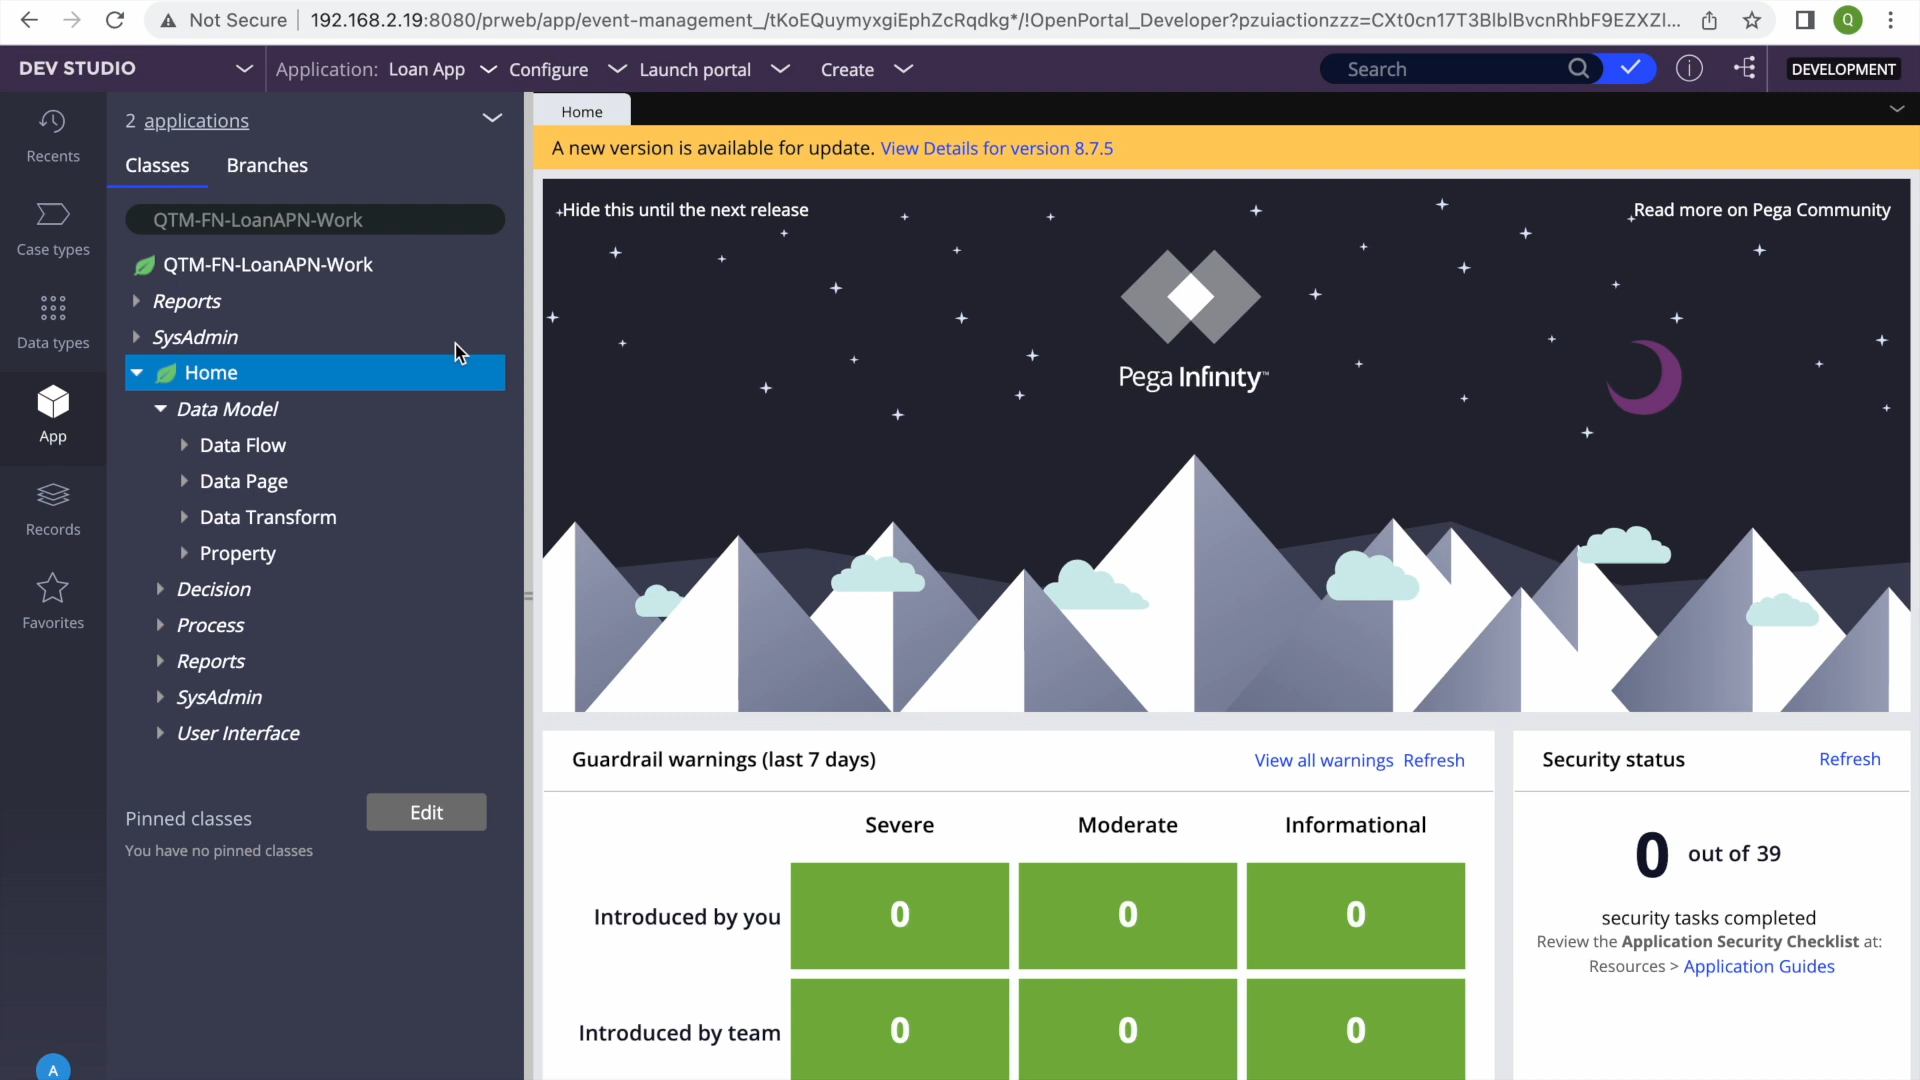 Not Secure 192.168.2.19:8080/prweb/app/event-management_/tKoEQuymyxgiEphZcRqdkg*/!OpenPortal_Developer?pzuiactionzzz=CXt0cn17T3BlblBvcnRhbF9EZXZl... Q
DEV STUDIO Application: Loan App Configure Launch portal Create Search DEVELOPMENT
Recents
Case types
Data types
App
Records
Favorites
A
2 applications
Classes Branches
QTM-FN-LoanAPN-Work
QTM-FN-LoanAPN-Work
Reports
SysAdmin
Home
Data Model
Data Flow
Data Page
Data Transform
Property
Decision
Process
Reports
SysAdmin
User Interface
Pinned classes Edit
You have no pinned classes
Home
A new version is available for update. View Details for version 8.7.5
Hide this until the next release Read more on Pega Community
Pega Infinity™
Guardrail warnings (last 7 days) View all warnings Refresh
Severe Moderate Informational
Introduced by you 0 0 0
Introduced by team 0 0 0
Security status Refresh
0 out of 39
security tasks completed
Review the Application Security Checklist at:
Resources > Application Guides